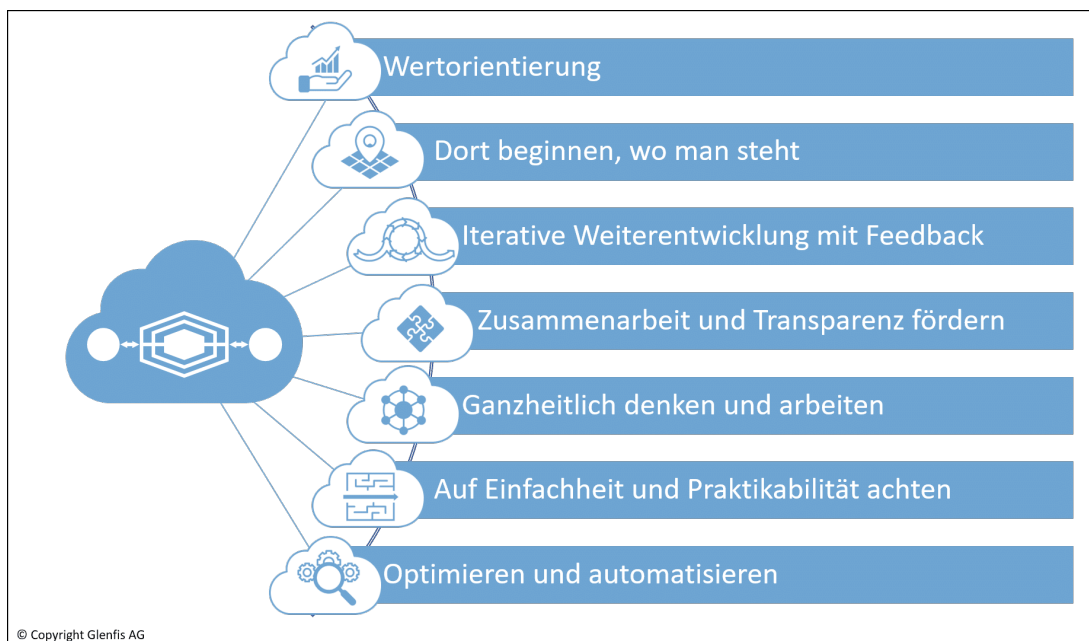 Wertorientierung
Dort beginnen, wo man steht
Iterative Weiterentwicklung mit Feedback
Zusammenarbeit und Transparenz fördern
Ganzheitlich denken und arbeiten
Auf Einfachheit und Praktikabilität achten
Optimieren und automatisieren
© Copyright Glenfis AG